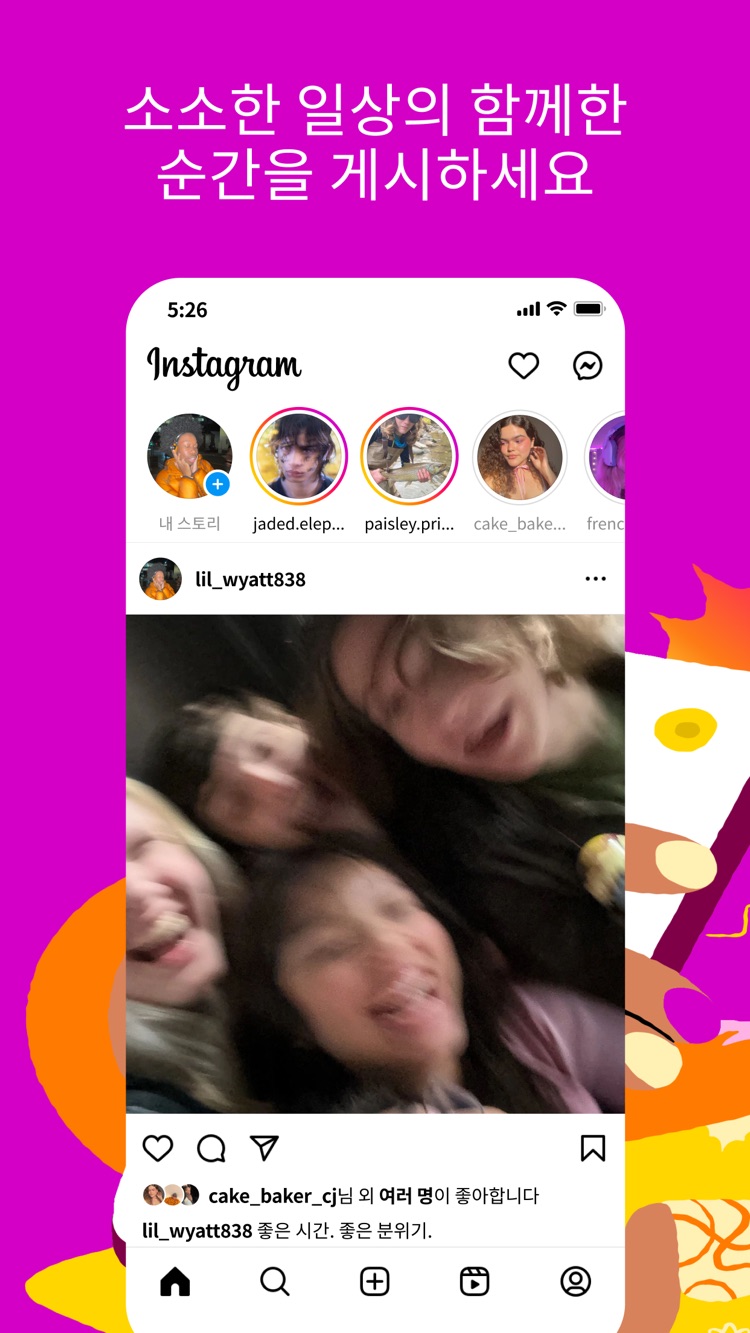 소소한 일상의 함께한
순간을 게시하세요
5:26
Instagram
내 스토리
jaded.elep...
paisley.pri...
cake_bake...
frenc
lil_wyatt838
cake_baker_cj님 외 여러 명이 좋아합니다
lil_wyatt838 좋은 시간. 좋은 분위기.